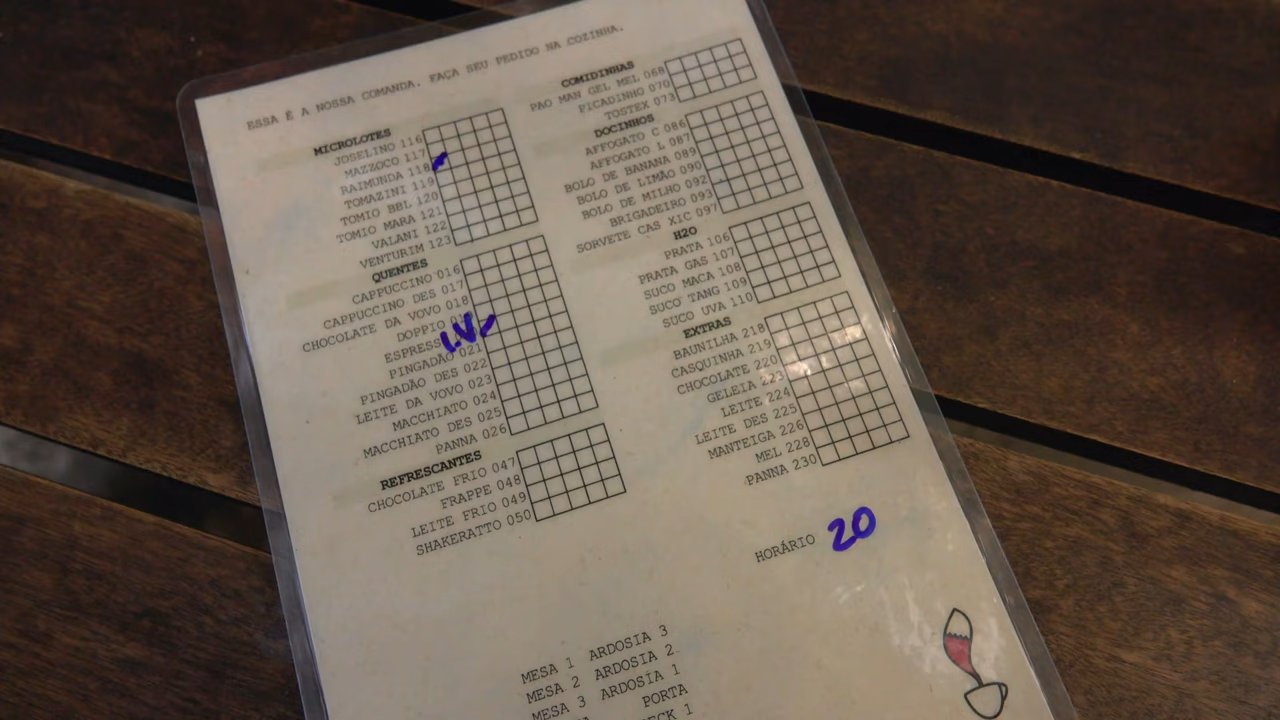 ESSA É A NOSSA COMANDA. FAÇA SEU PEDIDO NA COZINHA.
MICROLOTES
JOSELINO 116
MAZZOCO 117
RAIMUNDA 118
TOMAZINI 119
TOMIO BBL 120
TOMIO MARA 121
VALANI 122
VENTURIM 123
QUENTES
CAPPUCCINO 016
CAPPUCCINO DES 017
CHOCOLATE DA VOVO 018
DOPPIO
PINGADÃO 021
PINGADÃO DES 022
LEITE DA VOVO 023
MACCHIATO 024
MACCHIATO DES 025
PANNA 026
REFRESCANTES
CHOCOLATE FRIO 047
FRAPPE 048
LEITE FRIO 049
SHAKERATTO 050
COMIDINHAS
PAO MAN GEL MEL 068
PICADINHO 070
TOSTEX 073
DOCINHOS
AFFOGATO C 086
AFFOGATO L 087
BOLO DE BANANA 089
BOLO DE LIMÃO 090
BOLO DE MILHO 092
BRIGADEIRO 093
SORVETE CAS XIC 097
H2O
PRATA 106
PRATA GAS 107
SUCO MACA 108
SUCO TANG 109
SUCO UVA 110
EXTRAS
BAUNILHA 218
CASQUINHA 219
CHOCOLATE 220
GELEIA 223
LEITE 224
LEITE DES 225
MANTEIGA 226
MEL 228
PANNA 230
HORÁRIO 20
MESA 1 ARDOSIA 3
MESA 2 ARDOSIA 2
MESA 3 ARDOSIA 1
PORTA